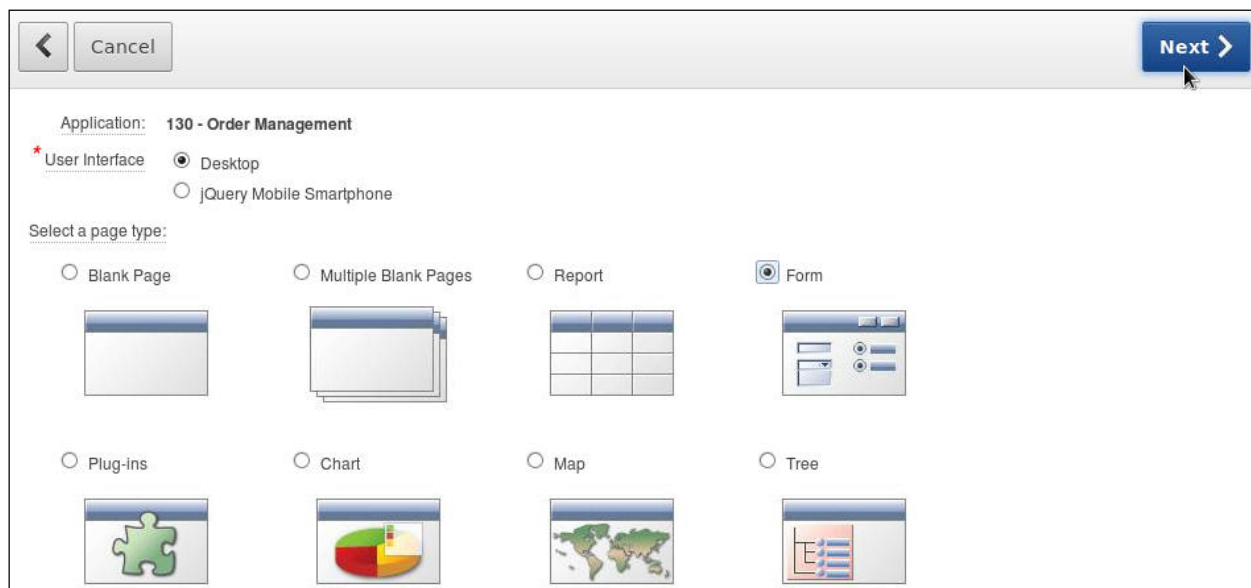 Cancel
Next
Application: 130 - Order Management
* User Interface Desktop
jQuery Mobile Smartphone
Select a page type:
Blank Page Multiple Blank Pages Report Form
Plug-ins Chart Map Tree